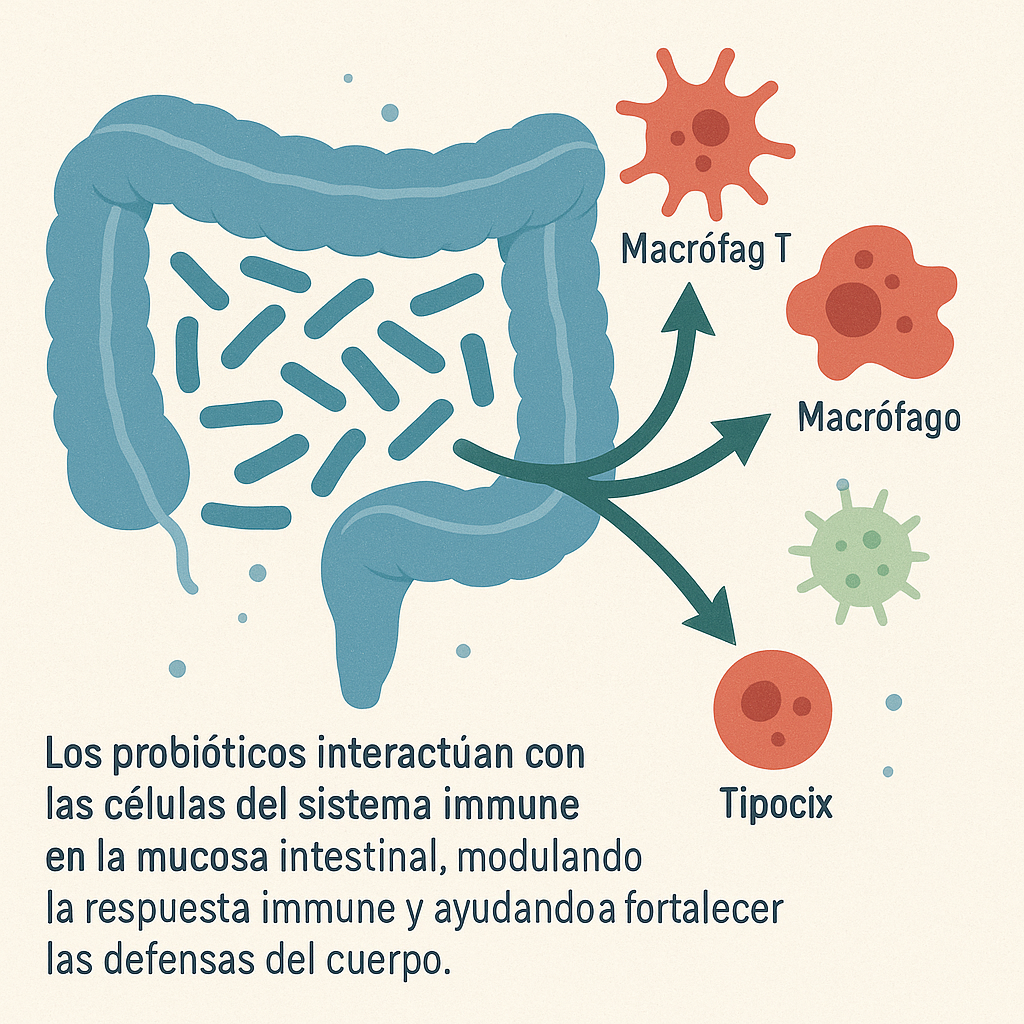 Macrófag T
Macrófago
Tipocix
Los probióticos interactúan con
las células del sistema immune
en la mucosa intestinal, modulando
la respuesta immune y ayudandoa fortalecer
las defensas del cuerpo.